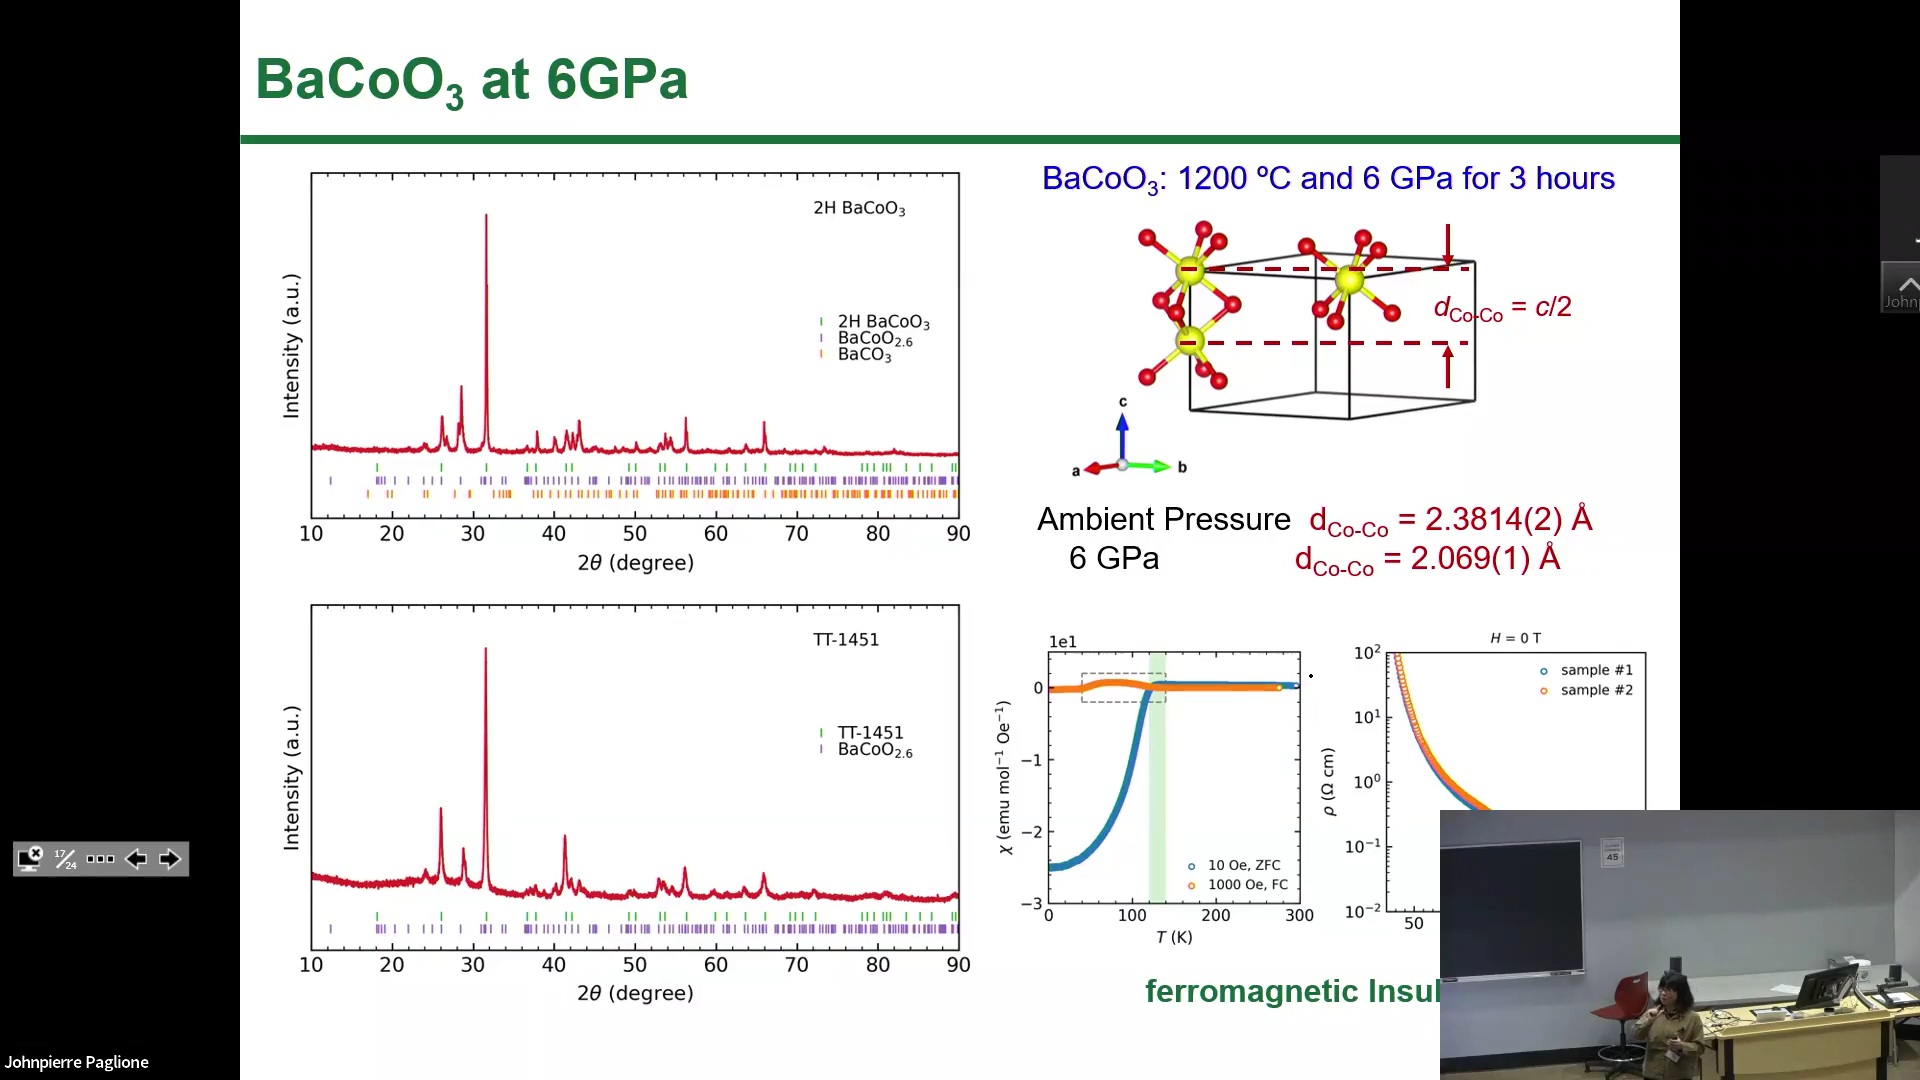 BaCoO₃ at 6GPa
BaCoO₃: 1200 ºC and 6 GPa for 3 hours
2H BaCoO₃
2H BaCoO₃
BaCoO₂.₆
BaCO₃
Intensity (a.u.)
10 20 30 40 50 60 70 80 90
2θ (degree)
TT-1451
TT-1451
BaCoO₂.₆
Intensity (a.u.)
10 20 30 40 50 60 70 80 90
2θ (degree)
d_Co-Co = c/2
c
a
b
Ambient Pressure d_Co-Co = 2.3814(2) Å
6 GPa d_Co-Co = 2.069(1) Å
1e1
0
−1
−2
−3
χ (emu mol⁻¹ Oe⁻¹)
10 Oe, ZFC
1000 Oe, FC
0 100 200 300
T (K)
H = 0 T
sample #1
sample #2
10²
10¹
10⁰
10⁻¹
10⁻²
ρ (Ω cm)
50
ferromagnetic Insul
45
17/24
Johnpierre Paglione